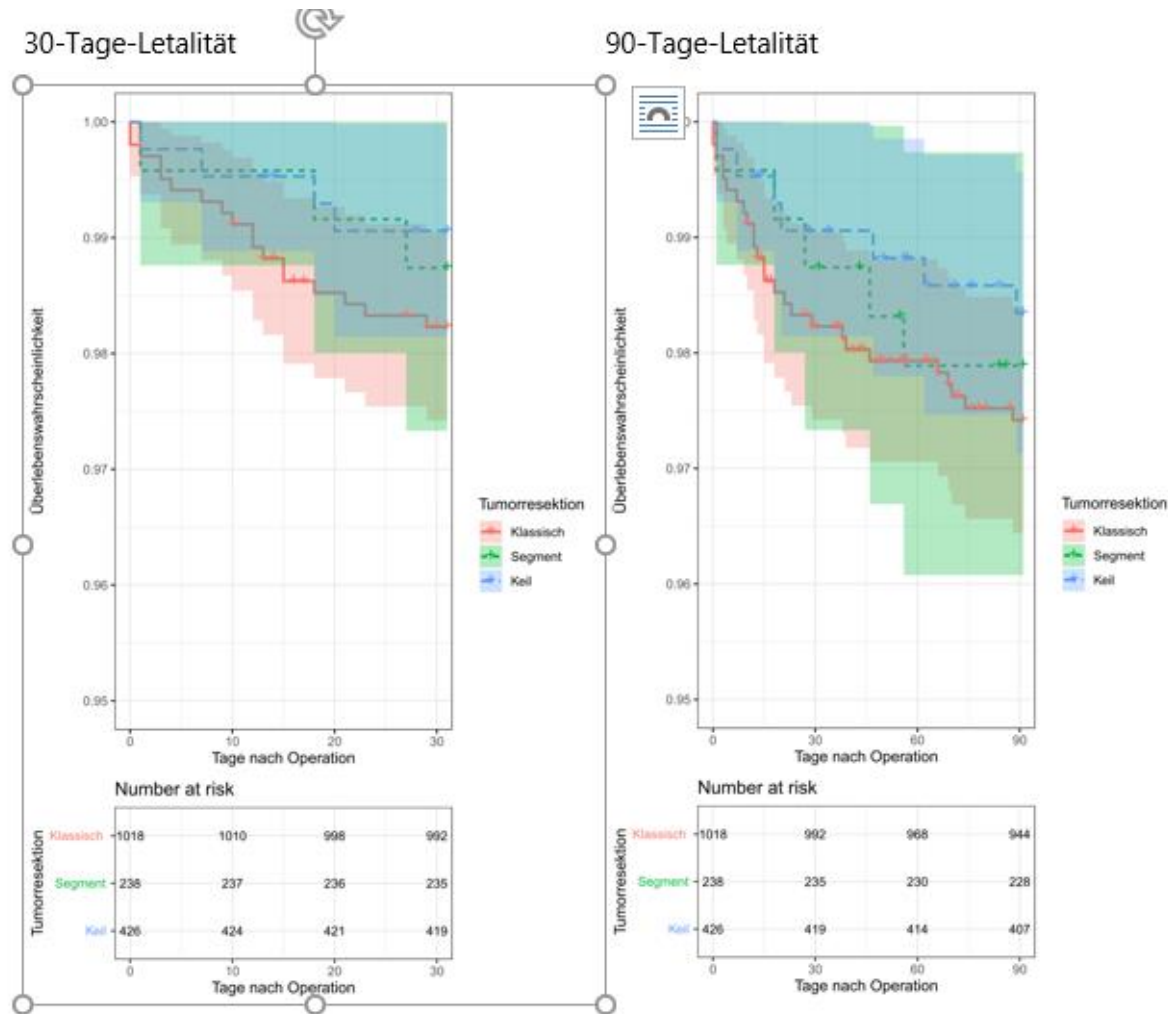 30-Tage-Letalität
1.00
0.99
0.98
0.97
0.96
0.95
Überlebenswahrscheinlichkeit
0 10 20 30
Tage nach Operation
Tumorresektion
Klassisch
Segment
Keil
Number at risk
Tumorresektion
Klassisch 1018 1010 998 992
Segment 238 237 236 235
Keil 426 424 421 419
0 10 20 30
Tage nach Operation
90-Tage-Letalität
0
0.99
0.98
0.97
0.96
0.95
Überlebenswahrscheinlichkeit
0 30 60 90
Tage nach Operation
Tumorresektion
Klassisch
Segment
Keil
Number at risk
Tumorresektion
Klassisch 1018 992 968 944
Segment 238 235 230 228
Keil 426 419 414 407
0 30 60 90
Tage nach Operation